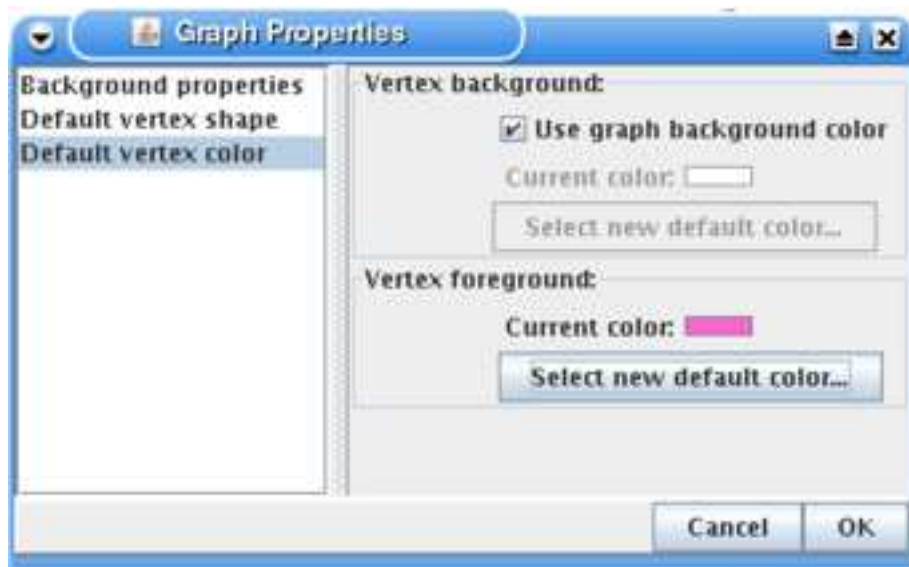 Graph Properties
Background properties
Default vertex shape
Default vertex color
Vertex background:
Use graph background color
Current color:
Select new default color...
Vertex foreground:
Current color:
Select new default color...
Cancel
OK